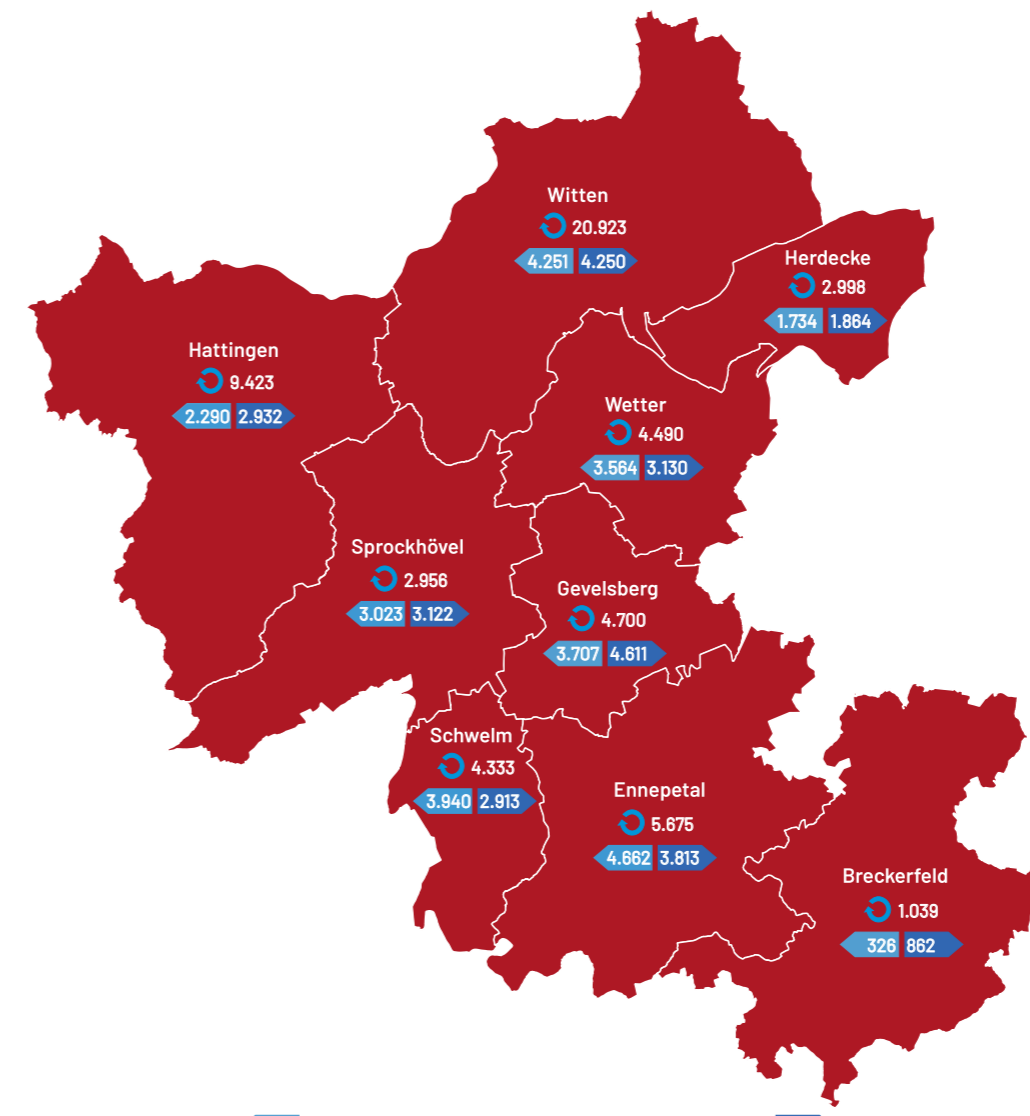 Witten
20.923
4.251 4.250
Herdecke
2.998
1.734 1.864
Hattingen
9.423
2.290 2.932
Wetter
4.490
3.564 3.130
Sprockhövel
2.956
3.023 3.122
Gevelsberg
4.700
3.707 4.611
Schwelm
4.333
3.940 2.913
Ennepetal
5.675
4.662 3.813
Breckerfeld
1.039
326 862